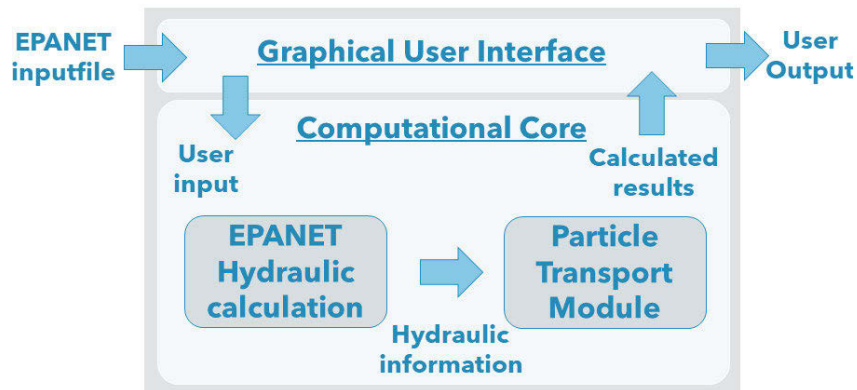 EPANET
inputfile
Graphical User Interface
User
Output
Computational Core
User
input
Calculated
results
EPANET
Hydraulic
calculation
Particle
Transport
Module
Hydraulic
information